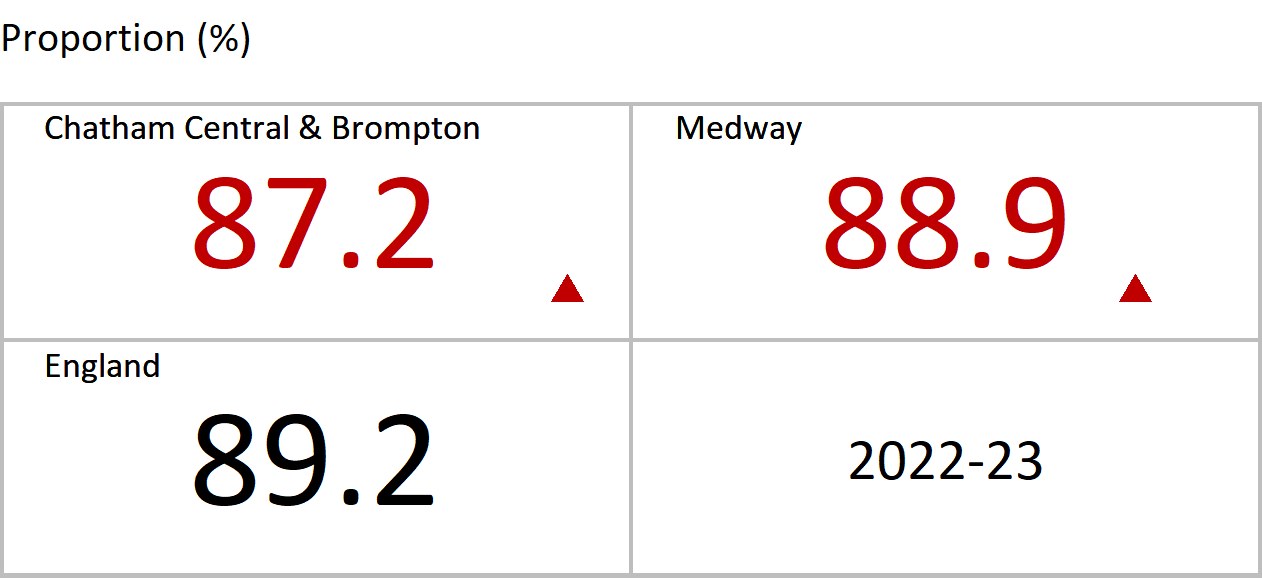 Proportion (%)
Chatham Central & Brompton
87.2
Medway
88.9
England
89.2
2022-23